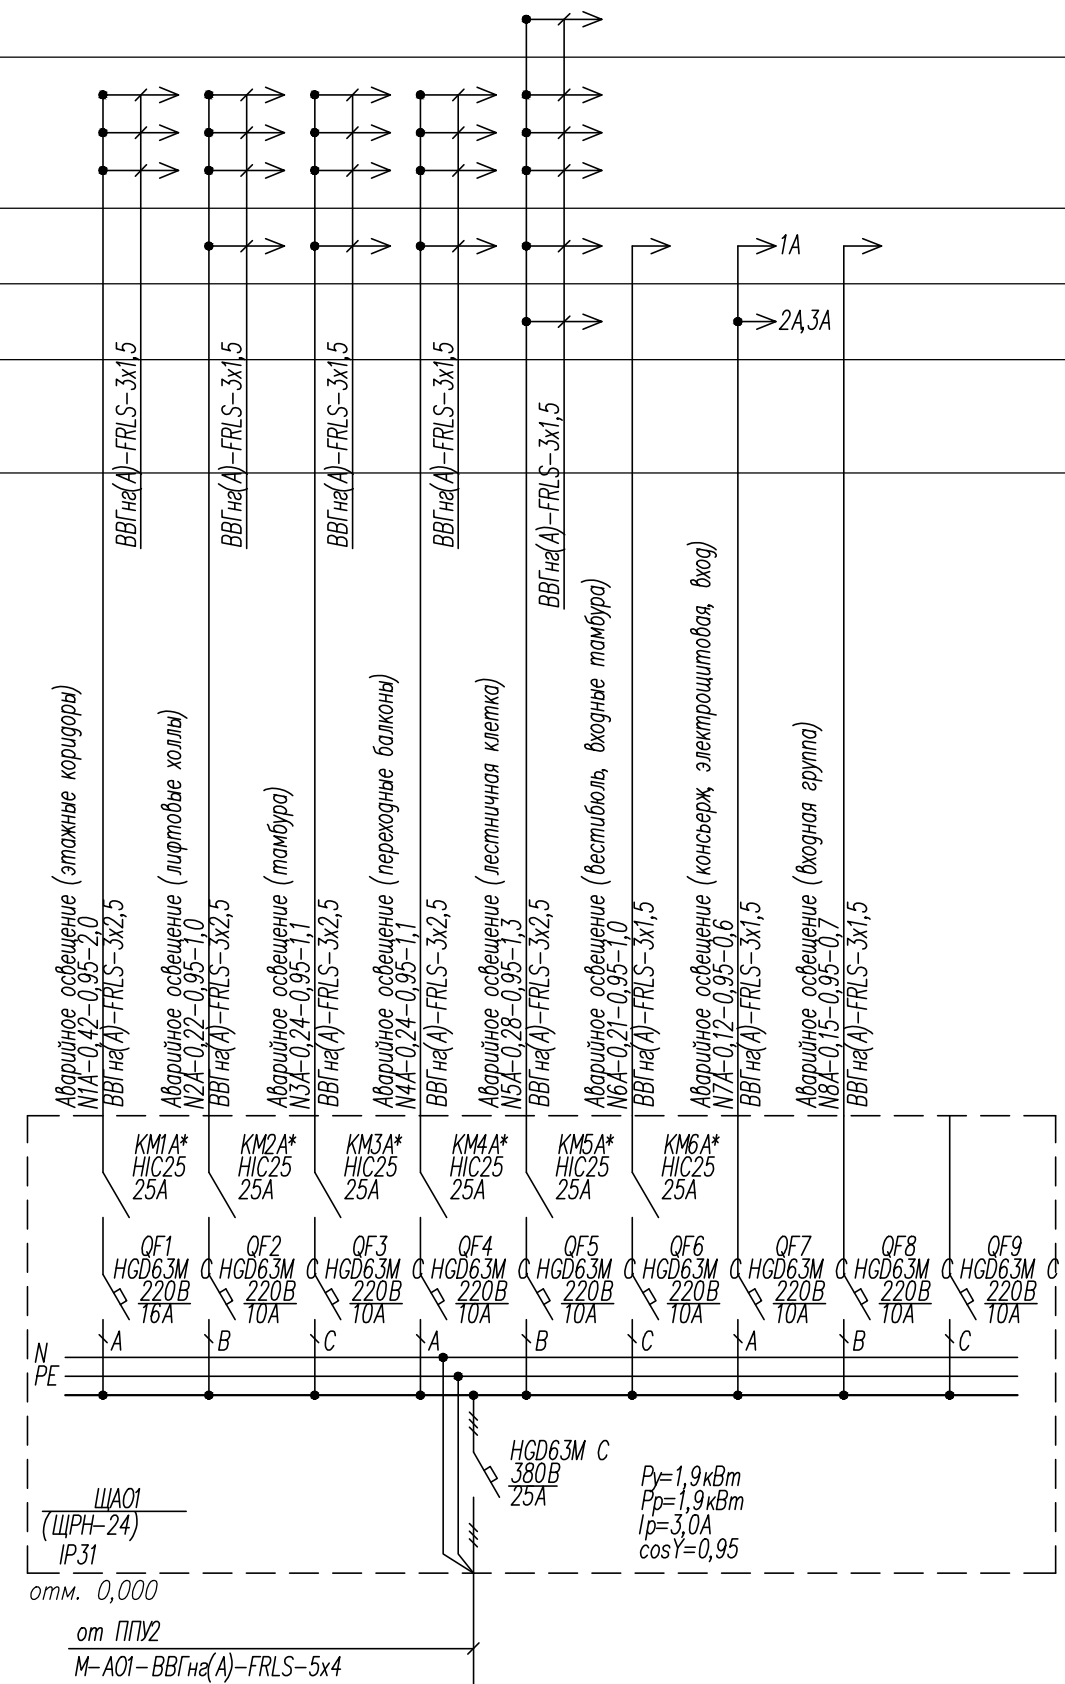 1А
2А,3А
ВВГнг(А)-FRLS-3х1,5
ВВГнг(А)-FRLS-3х1,5
ВВГнг(А)-FRLS-3х1,5
ВВГнг(А)-FRLS-3х1,5
ВВГнг(А)-FRLS-3х1,5
Аварийное освещение (этажные коридоры)
N1А-0,42-0,95-2,0
ВВГнг(А)-FRLS-3х2,5
Аварийное освещение (лифтовые холлы)
N2А-0,22-0,95-1,0
ВВГнг(А)-FRLS-3х2,5
Аварийное освещение (тамбура)
N3А-0,24-0,95-1,1
ВВГнг(А)-FRLS-3х2,5
Аварийное освещение (переходные балконы)
N4А-0,24-0,95-1,1
ВВГнг(А)-FRLS-3х2,5
Аварийное освещение (лестничная клетка)
N5А-0,28-0,95-1,3
ВВГнг(А)-FRLS-3х2,5
Аварийное освещение (вестибюль, входные тамбура)
N6А-0,21-0,95-1,0
ВВГнг(А)-FRLS-3х1,5
Аварийное освещение (консьерж, электрощитовая, вход)
N7А-0,12-0,95-0,6
ВВГнг(А)-FRLS-3х1,5
Аварийное освещение (входная группа)
N8А-0,15-0,95-0,7
ВВГнг(А)-FRLS-3х1,5
КМ1А*
HIC25
25А
КМ2А*
HIC25
25А
КМ3А*
HIC25
25А
КМ4А*
HIC25
25А
КМ5А*
HIC25
25А
КМ6А*
HIC25
25А
QF1
HGD63M C
220В
16А
QF2
HGD63M C
220В
10А
QF3
HGD63M C
220В
10А
QF4
HGD63M C
220В
10А
QF5
HGD63M C
220В
10А
QF6
HGD63M C
220В
10А
QF7
HGD63M C
220В
10А
QF8
HGD63M C
220В
10А
QF9
HGD63M C
220В
10А
А В С А В С А В С
N
PE
HGD63M C
380В
25А
Ру=1,9кВт
Рр=1,9кВт
Iр=3,0А
cosY=0,95
ЩАО1
(ЩРН-24)
IP31
отм. 0,000
от ППУ2
М-АО1-ВВГнг(А)-FRLS-5х4